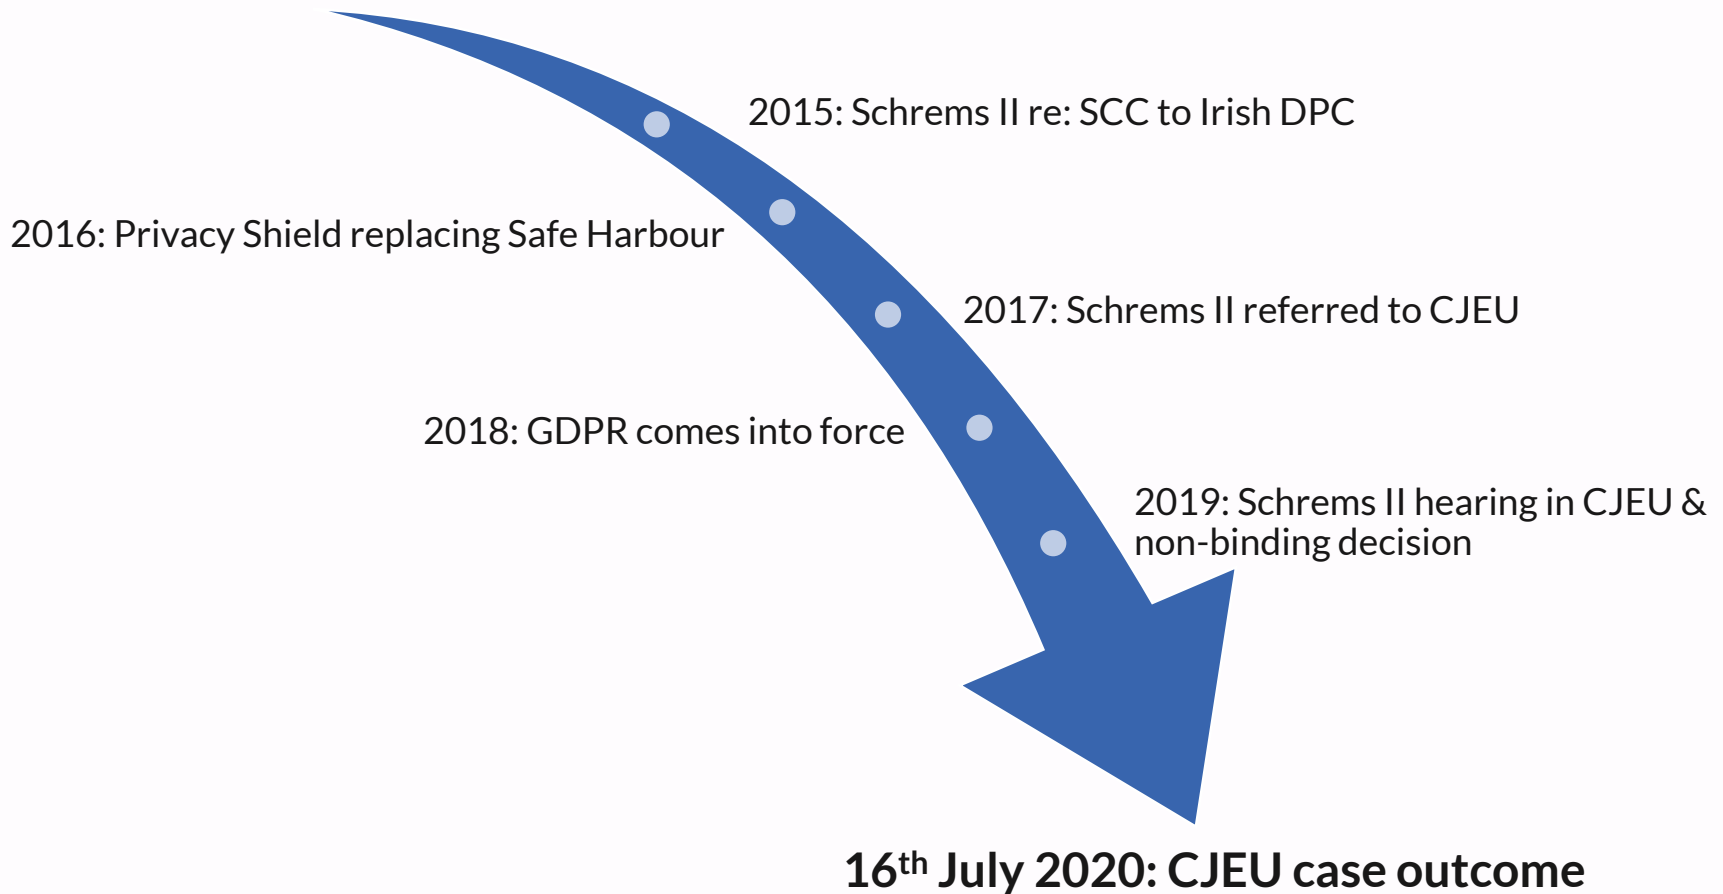 2015: Schrems II re: SCC to Irish DPC
2016: Privacy Shield replacing Safe Harbour
2017: Schrems II referred to CJEU
2018: GDPR comes into force
2019: Schrems II hearing in CJEU &
non-binding decision
16th July 2020: CJEU case outcome